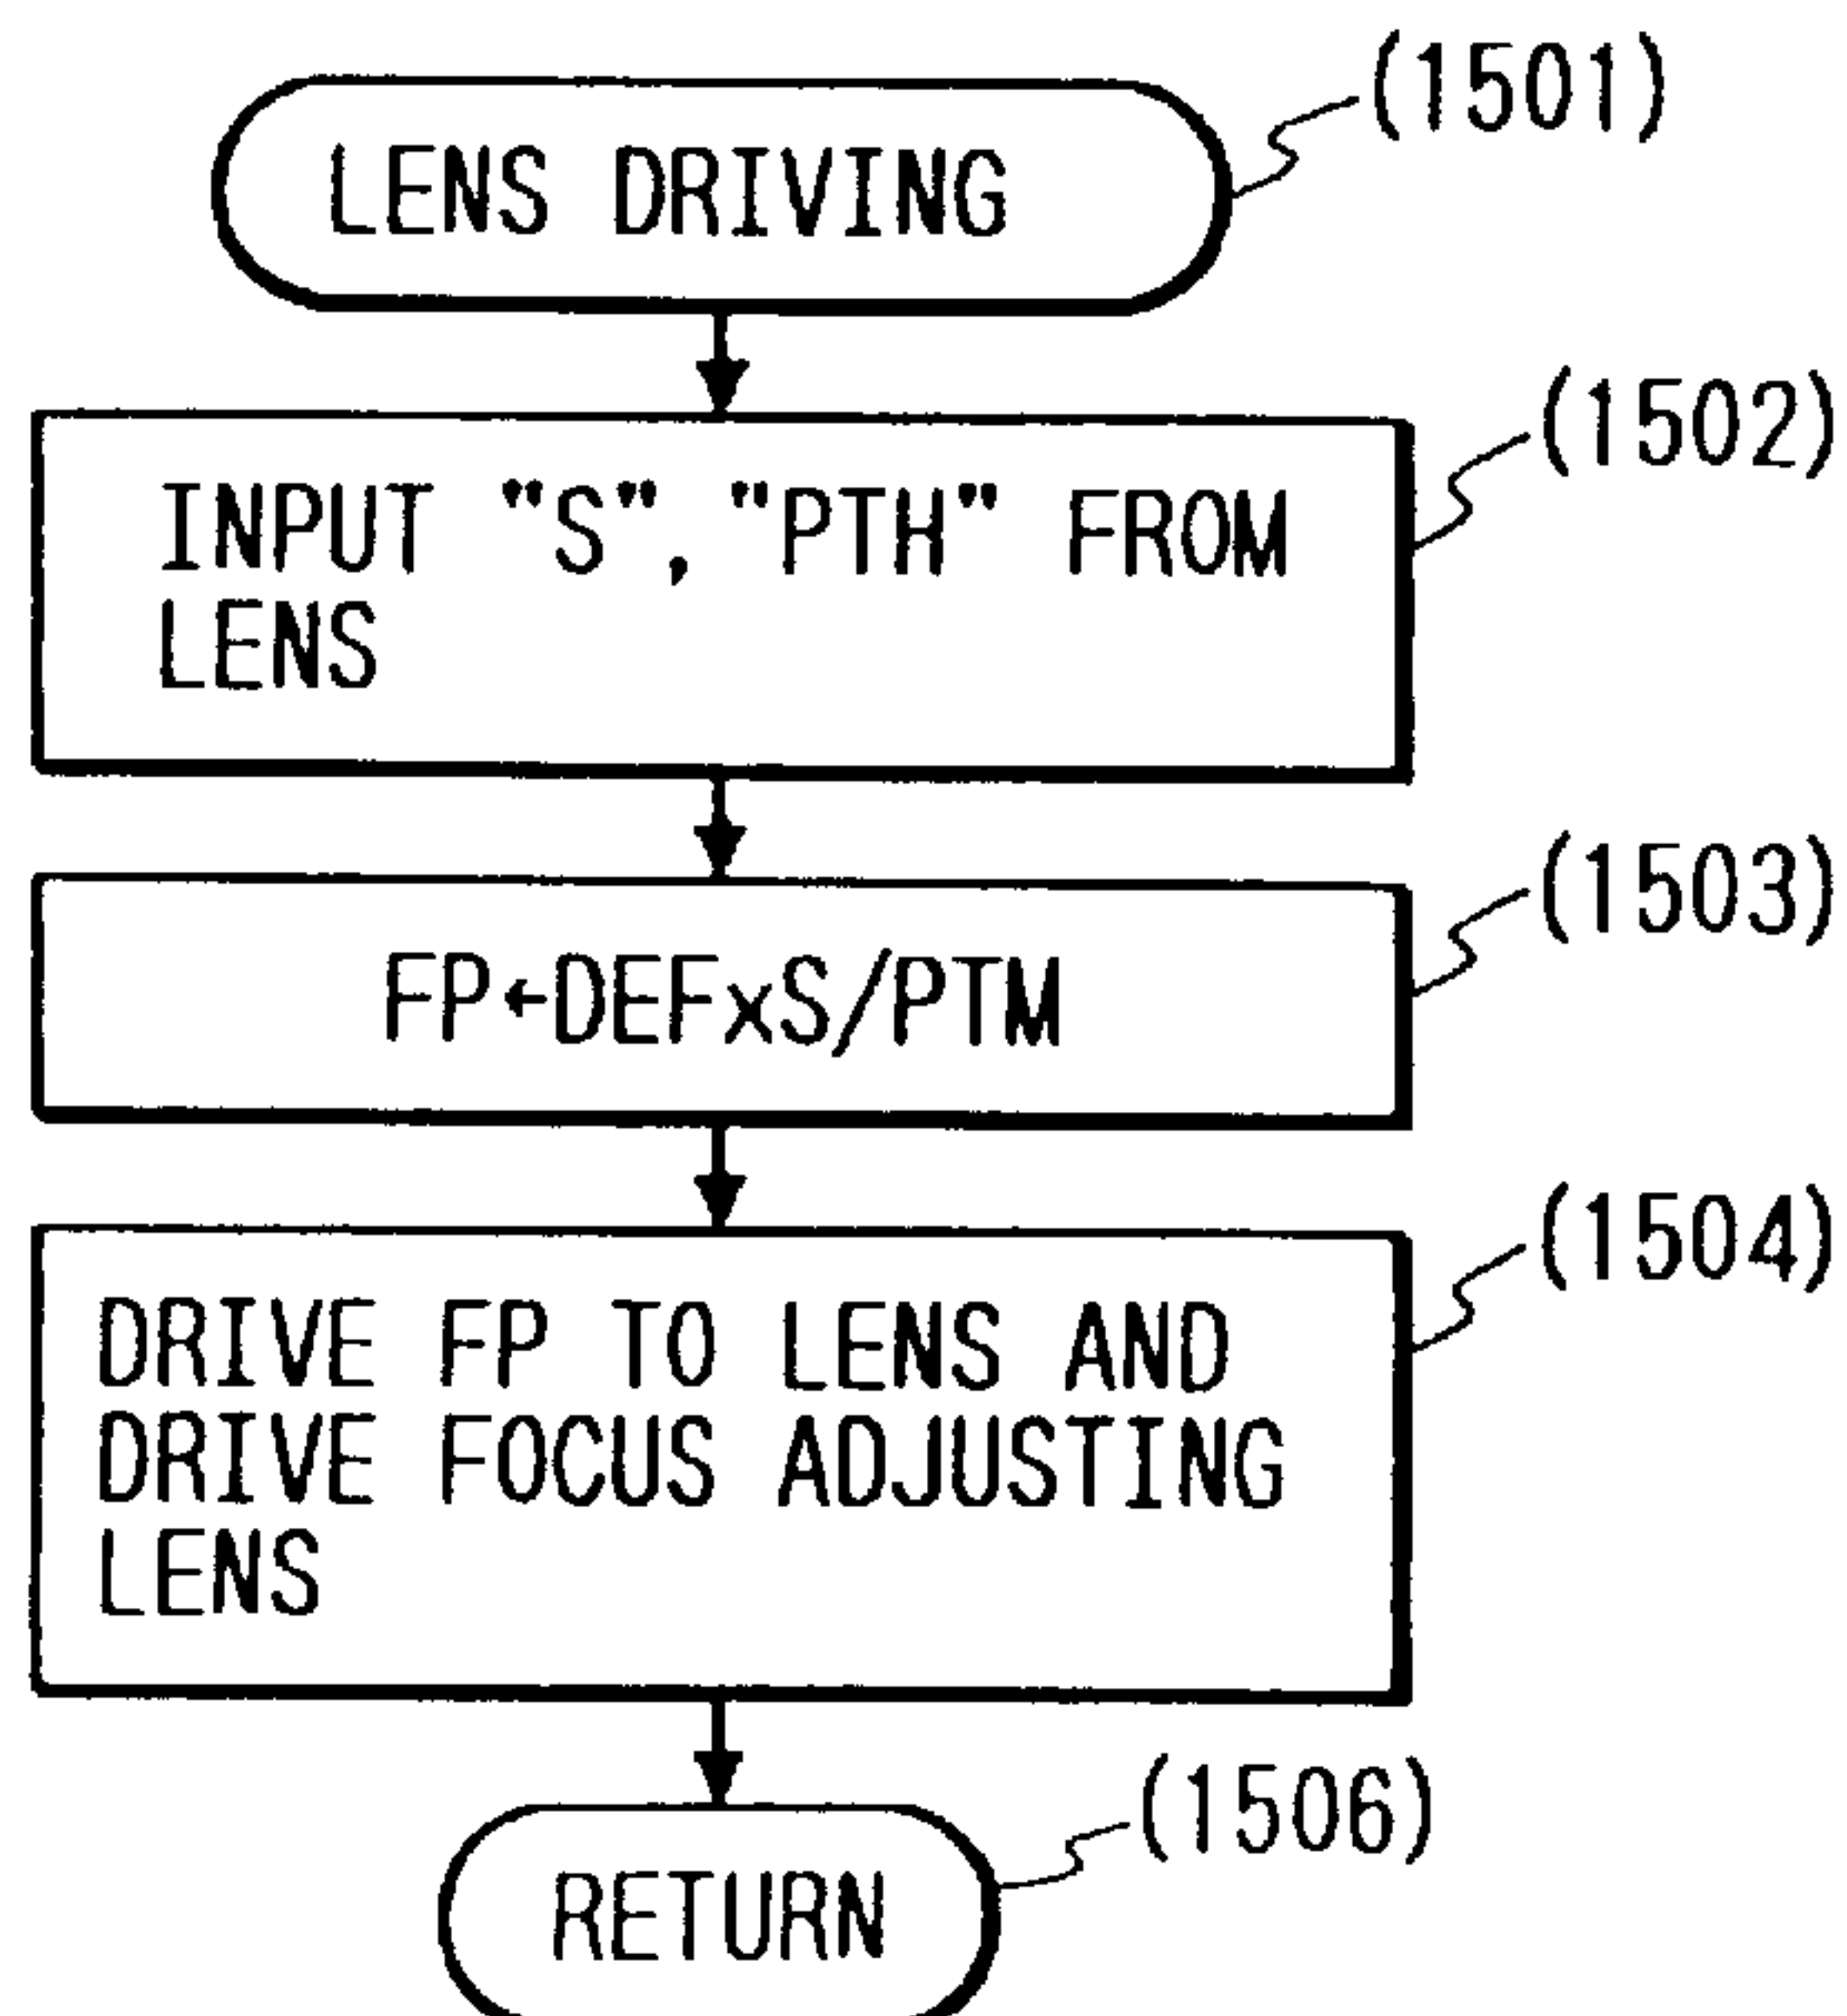 LENS DRIVING
(1501)
INPUT "S", "PTH" FROM
LENS
(1502)
FP←DEFxS/PTM
(1503)
DRIVE FP TO LENS AND
DRIVE FOCUS ADJUSTING
LENS
(1504)
RETURN
(1506)